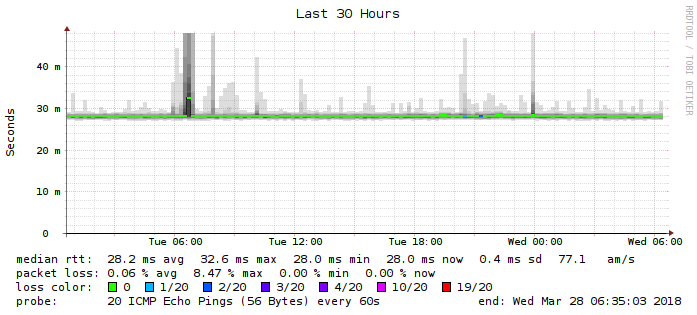 Last 30 Hours
RRDTOOL / TOBI OETIKER
Seconds
40 m
30 m
20 m
10 m
0
Tue 06:00 Tue 12:00 Tue 18:00 Wed 00:00 Wed 06:00
median rtt: 28.2 ms avg 32.6 ms max 28.0 ms min 28.0 ms now 0.4 ms sd 77.1 am/s
packet loss: 0.06 % avg 8.47 % max 0.00 % min 0.00 % now
loss color: 0 1/20 2/20 3/20 4/20 10/20 19/20
probe: 20 ICMP Echo Pings (56 Bytes) every 60s end: Wed Mar 28 06:35:03 2018